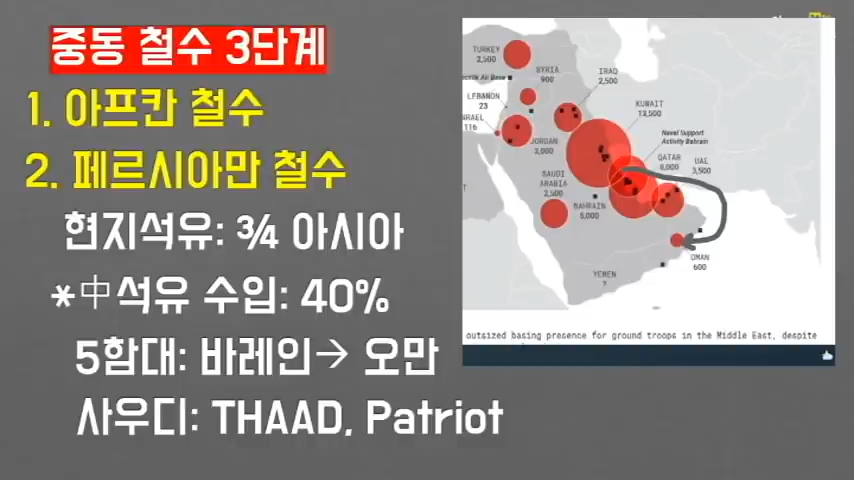 중동 철수 3단계
1. 아프칸 철수
2. 페르시아만 철수
현지석유: ¾ 아시아
*中석유 수입: 40%
5함대: 바레인→ 오만
사우디: THAAD, Patriot
TURKEY
2,500
SYRIA
900
IRAQ
2,500
Air Base
LEBANON
23
KUWAIT
13,500
116
JORDAN
3,000
Naval Support
Activity Bahrain
QATAR
8,000
UAE
3,500
SAUDI
ARABIA
2,500
BAHRAIN
5,000
OMAN
600
YEMEN
?
outsized basing presence for ground troops in the Middle East, despite